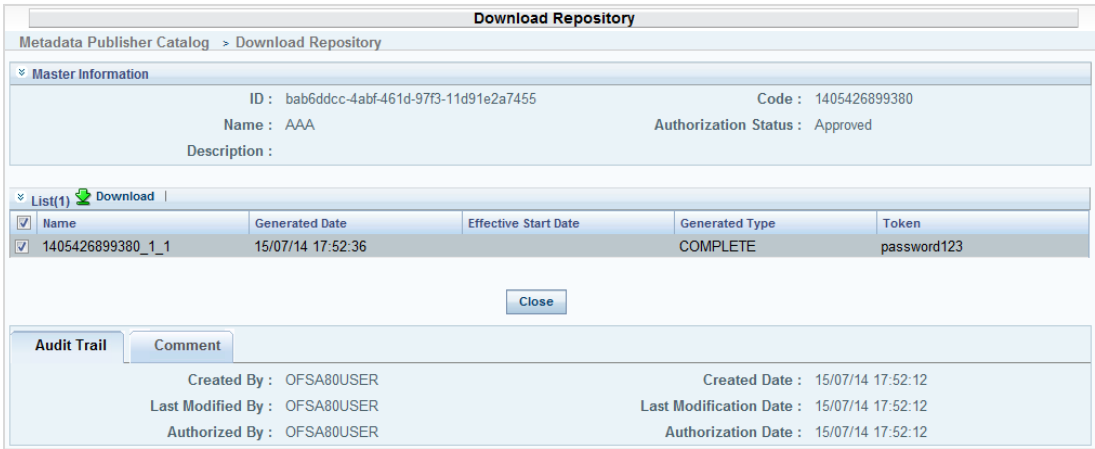 Download Repository
Metadata Publisher Catalog > Download Repository
Master Information
ID : bab6ddcc-4abf-461d-97f3-11d91e2a7455 Code : 1405426899380
Name : AAA Authorization Status : Approved
Description :
List(1) Download |
Name Generated Date Effective Start Date Generated Type Token
1405426899380_1_1 15/07/14 17:52:36 COMPLETE password123
Close
Audit Trail Comment
Created By : OFSA80USER Created Date : 15/07/14 17:52:12
Last Modified By : OFSA80USER Last Modification Date : 15/07/14 17:52:12
Authorized By : OFSA80USER Authorization Date : 15/07/14 17:52:12